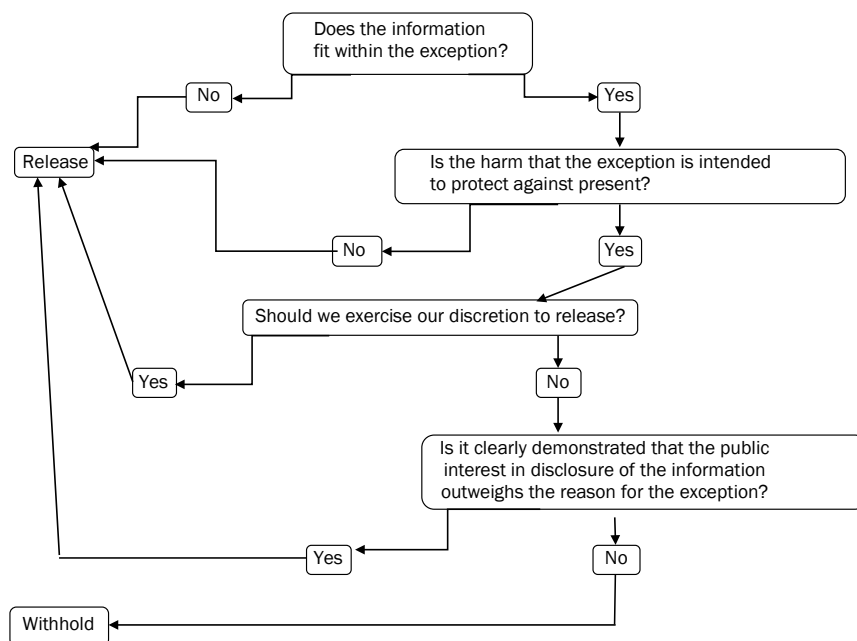 Does the information
fit within the exception?
No
Yes
Release
Is the harm that the exception is intended
to protect against present?
No
Yes
Should we exercise our discretion to release?
Yes
No
Is it clearly demonstrated that the public
interest in disclosure of the information
outweighs the reason for the exception?
Yes
No
Withhold